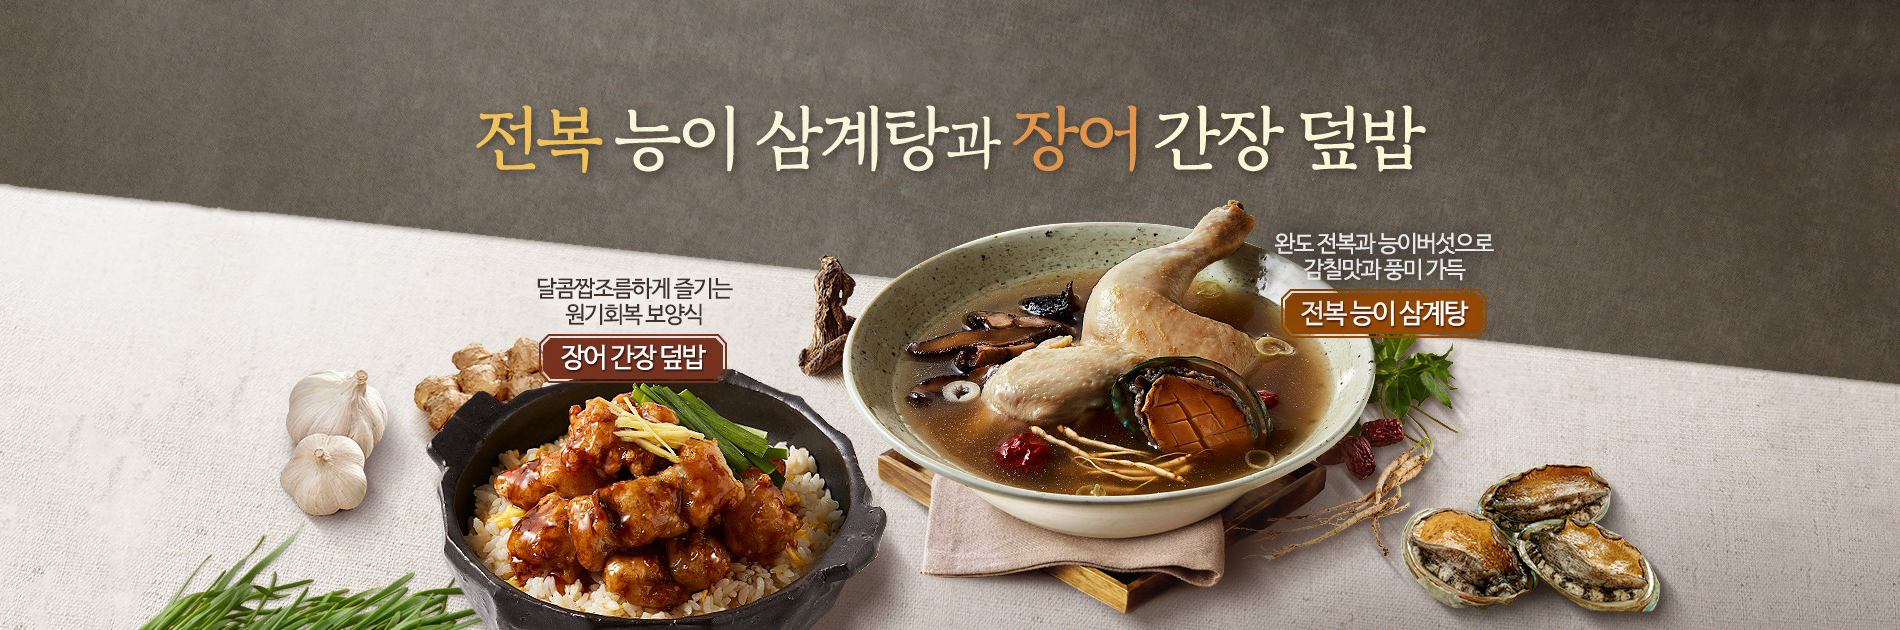 전복 능이 삼계탕과 장어 간장 덮밥
달콤짭조름하게 즐기는
원기회복 보양식
장어 간장 덮밥
완도 전복과 능이버섯으로
감칠맛과 풍미 가득
전복 능이 삼계탕